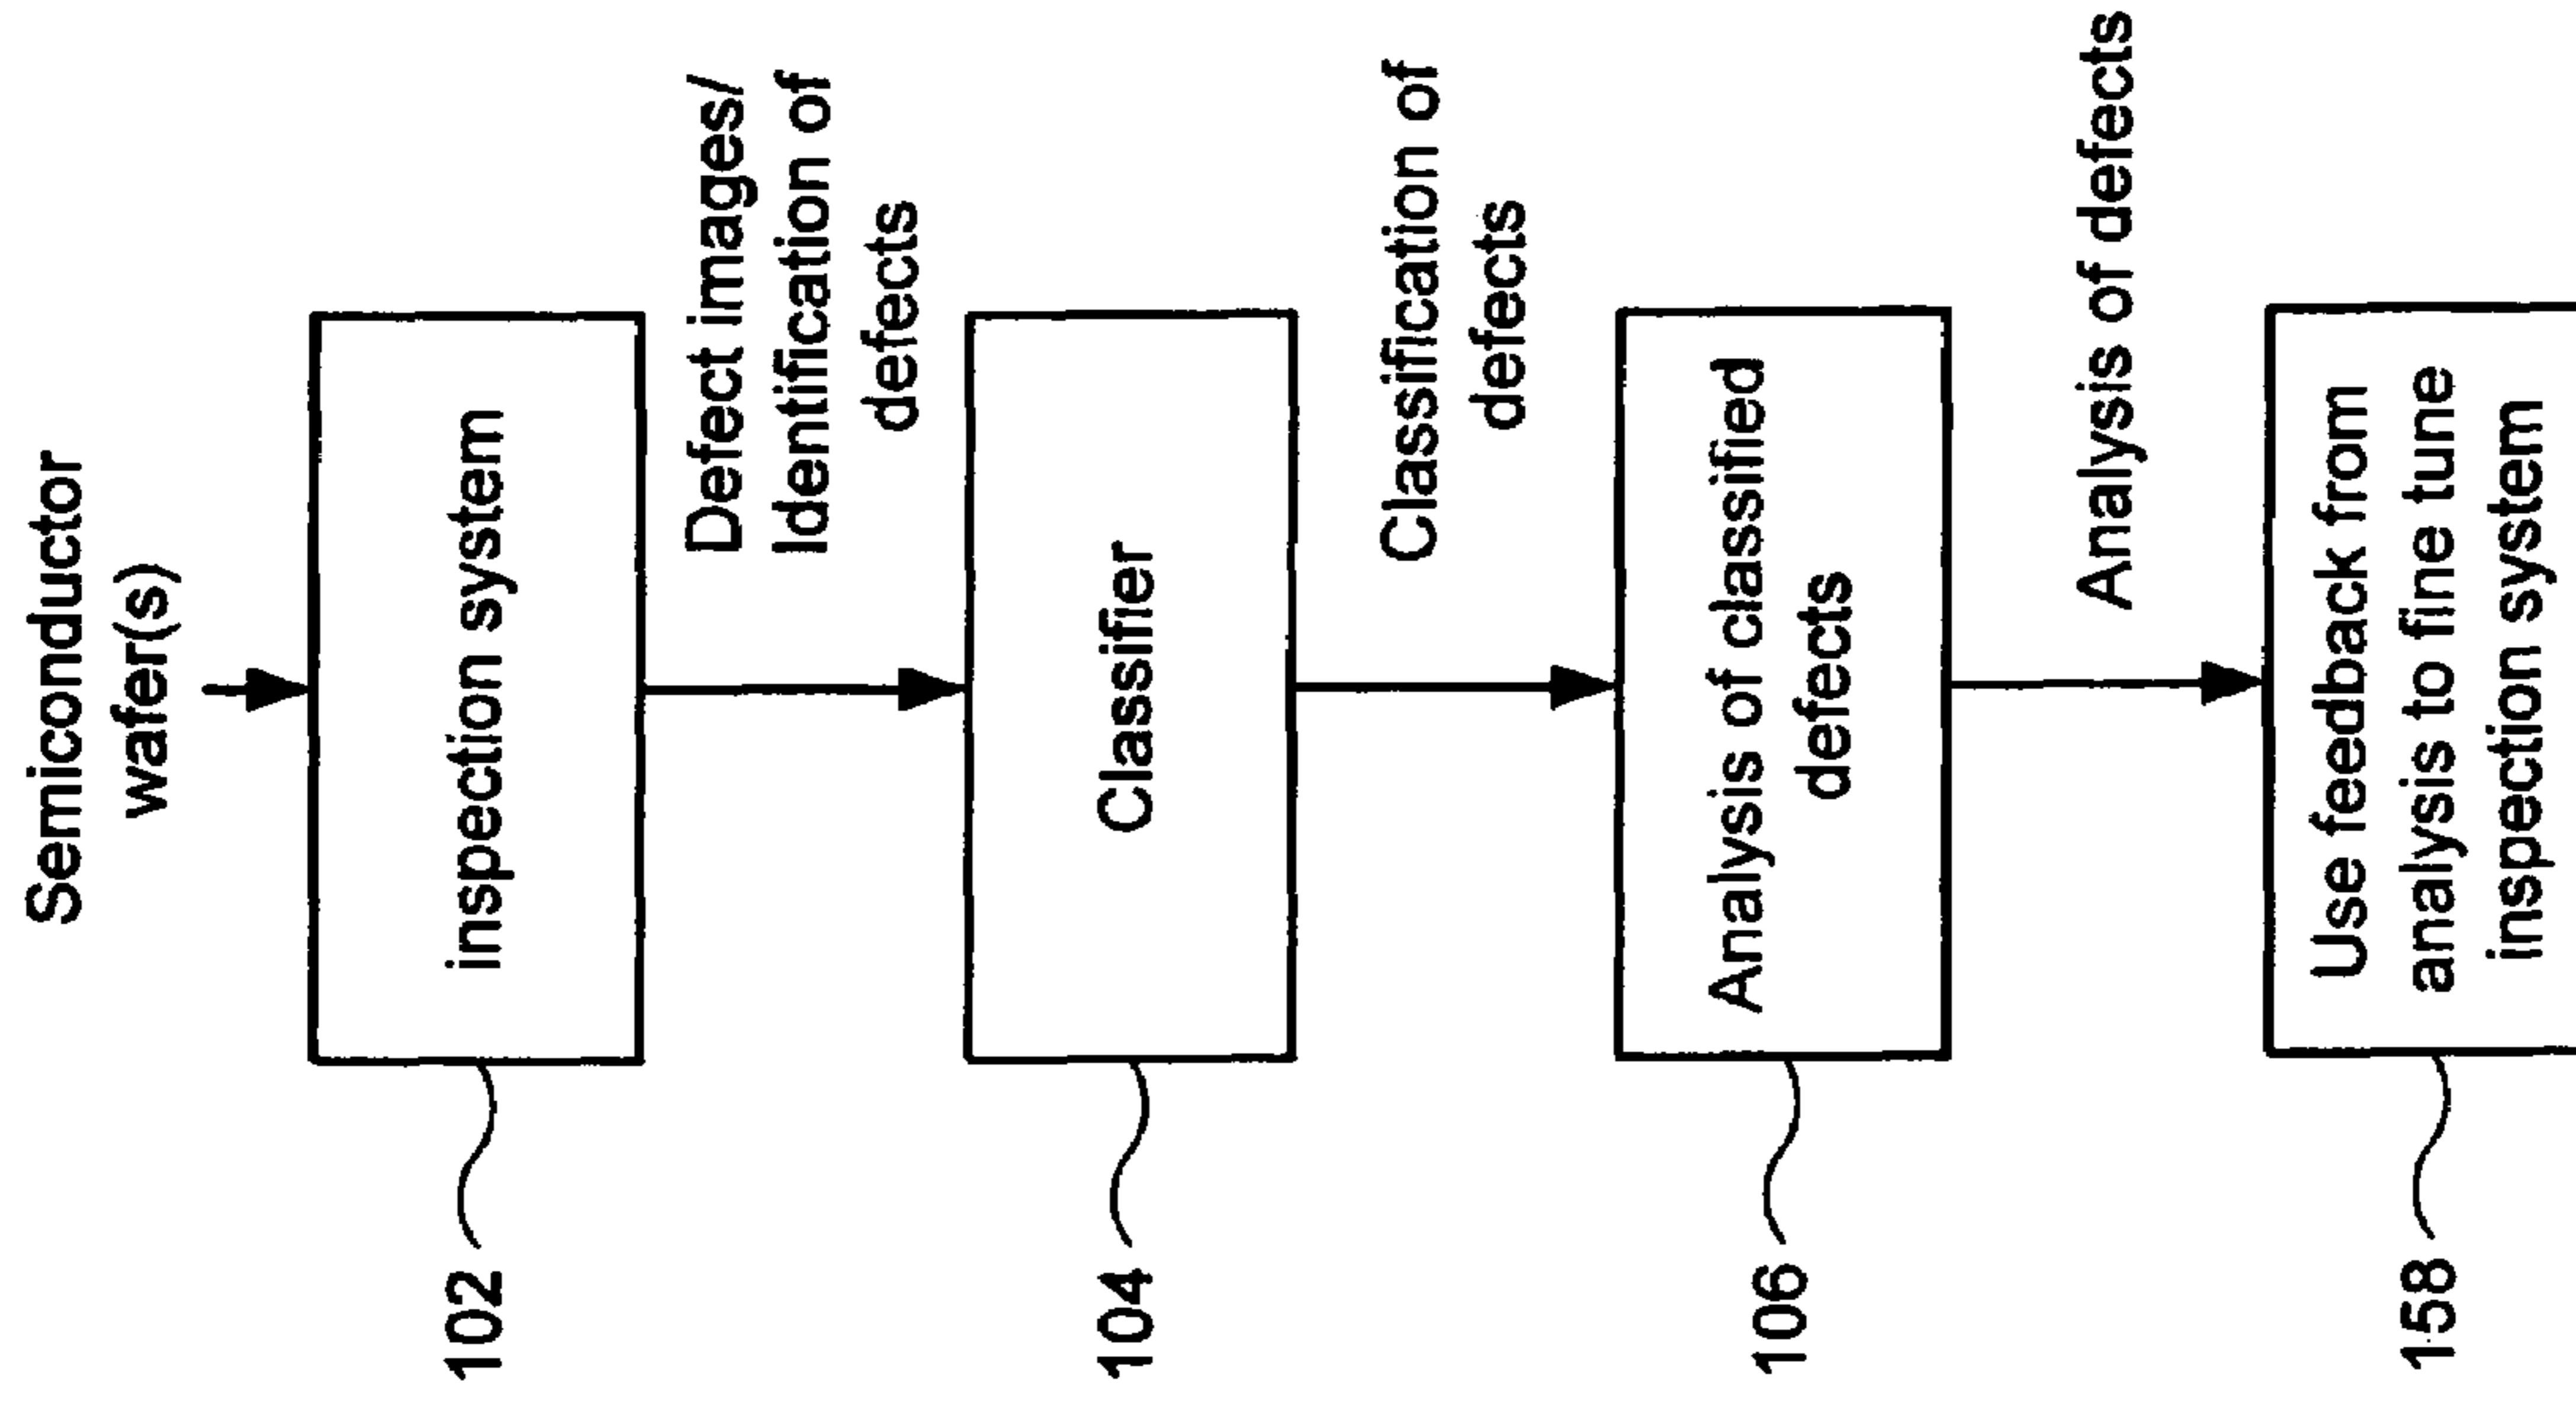 Semiconductor
wafer(s)
inspection system
102
Defect images/
Identification of
defects
Classifier
104
Classification of
defects
Analysis of classified
defects
106
Analysis of defects
Use feedback from
analysis to fine tune
inspection system
158